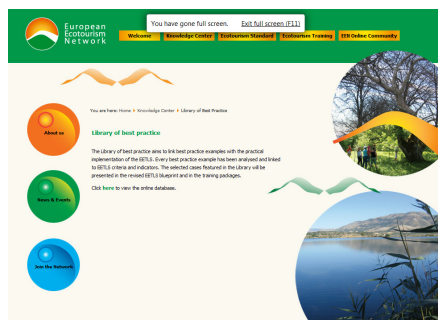 European
Ecotourism
Network
You have gone full screen. Exit full screen (F11)
Welcome Knowledge Center Ecotourism Standard Ecotourism Training EEN Online Community
You are here: Home Knowledge Center Library of Best Practice
About us
Library of best practice
The Library of best practice aims to link best practice examples with the practical
implementation of the EETLS. Every best practice example has been analysed and linked
to EETLS criteria and indicators. The selected cases featured in the Library will be
presented in the revised EETLS blueprint and in the training packages.
Click here to view the online database.
News & Events
Join the Network